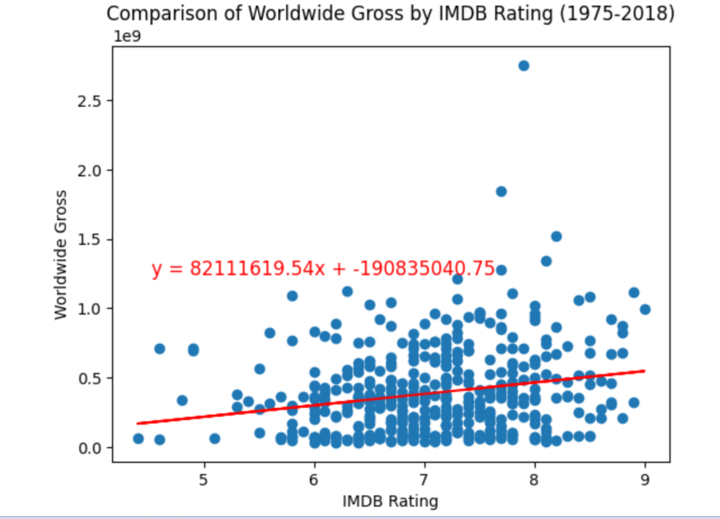 Comparison of Worldwide Gross by IMDB Rating (1975-2018)
1e9
2.5
2.0
1.5
1.0
0.5
0.0
Worldwide Gross
y = 82111619.54x + -190835040.75
5 6 7 8 9
IMDB Rating